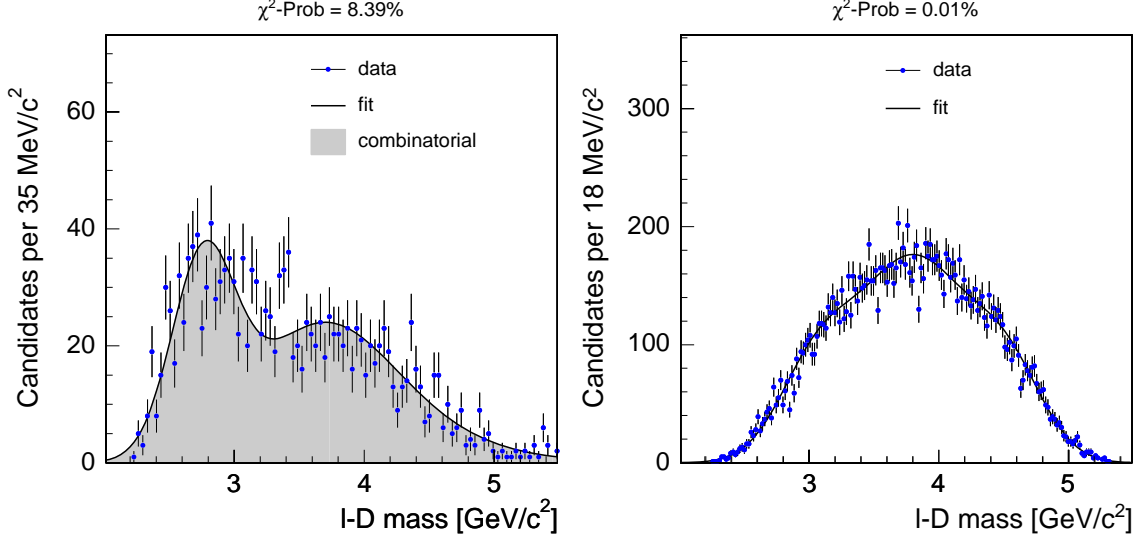 χ²-Prob = 8.39%
Candidates per 35 MeV/c²
60
40
20
0
data
fit
combinatorial
3
4
5
l-D mass [GeV/c²]
χ²-Prob = 0.01%
Candidates per 18 MeV/c²
300
200
100
0
data
fit
3
4
5
l-D mass [GeV/c²]